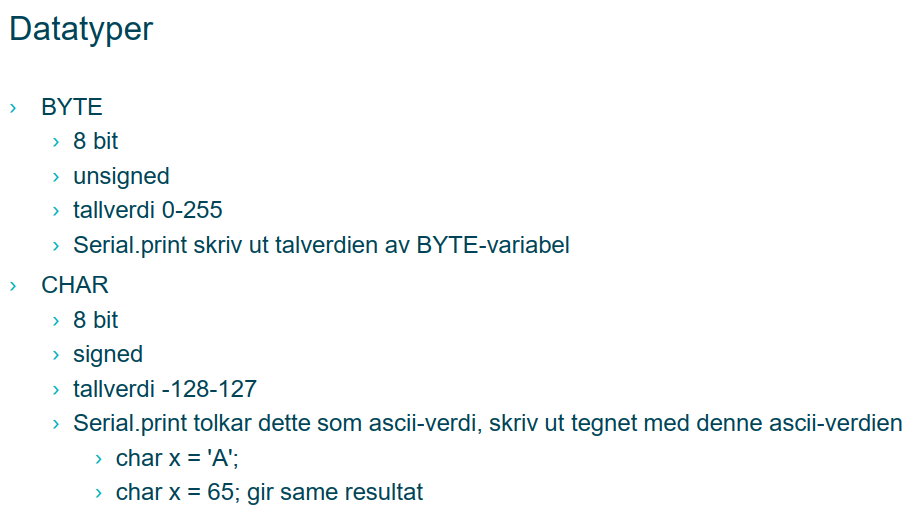 Datatyper
› BYTE
› 8 bit
› unsigned
› tallverdi 0-255
› Serial.print skriv ut talverdien av BYTE-variabel
› CHAR
› 8 bit
› signed
› tallverdi -128-127
› Serial.print tolkar dette som ascii-verdi, skriv ut tegnet med denne ascii-verdien
› char x = 'A';
› char x = 65; gir same resultat